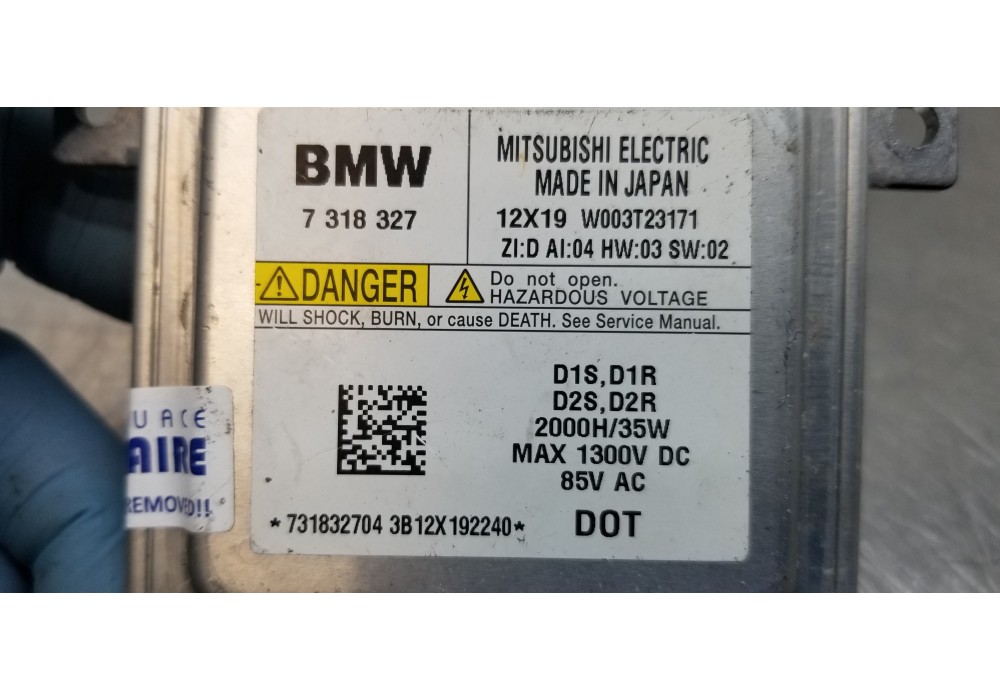 BMW
7 318 327
MITSUBISHI ELECTRIC
MADE IN JAPAN
12X19 W003T23171
ZI:D AI:04 HW:03 SW:02
DANGER
Do not open.
HAZARDOUS VOLTAGE
WILL SHOCK, BURN, or cause DEATH. See Service Manual.
D1S,D1R
D2S,D2R
2000H/35W
MAX 1300V DC
85V AC
DOT
*731832704 3B12X192240*
AIRE
REMOVED!!